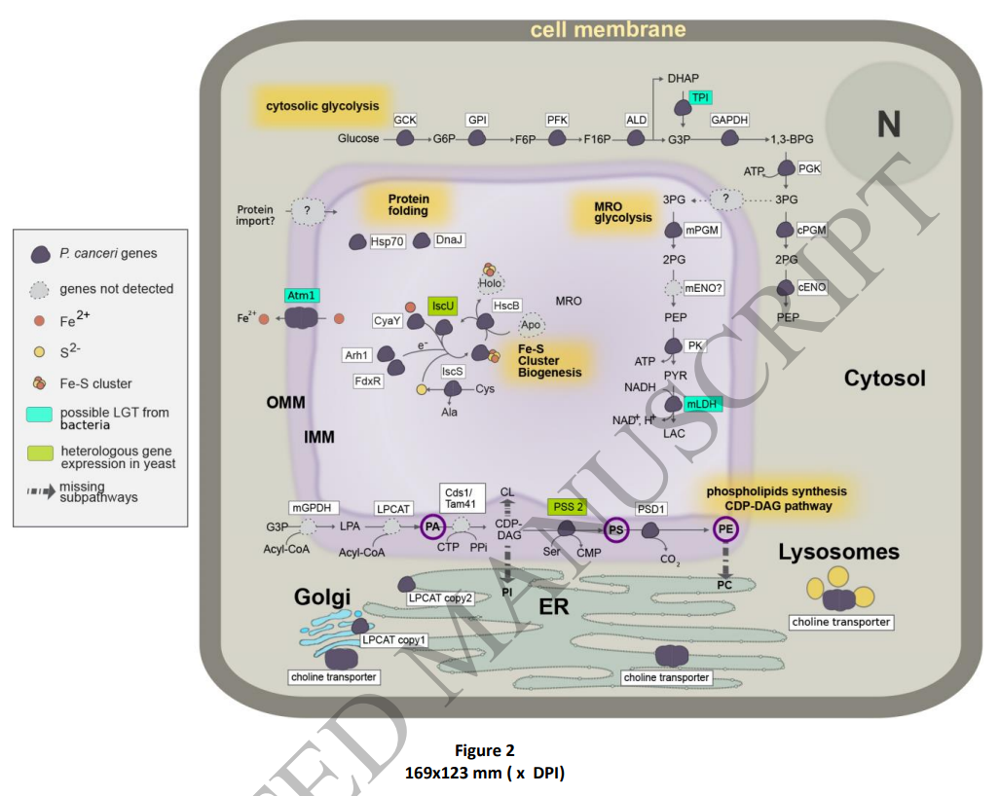 cell membrane
cytosolic glycolysis
DHAP
TPI
GCK
GPI
PFK
ALD
GAPDH
Glucose
G6P
F6P
F16P
G3P
1,3-BPG
N
ATP
PGK
Protein
import?
?
Protein
folding
Hsp70
DnaJ
MRO
glycolysis
3PG
?
3PG
mPGM
cPGM
2PG
2PG
mENO?
cENO
PEP
PEP
PK
ATP
PYR
NADH
mLDH
NAD+, H+
LAC
P. canceri genes
genes not detected
Fe2+
S2-
Fe-S cluster
possible LGT from
bacteria
heterologous gene
expression in yeast
missing
subpathways
Atm1
Fe2+
Holo
IscU
HscB
MRO
CyaY
Apo
Arh1
e-
Fe-S
Cluster
Biogenesis
FdxR
IscS
Cys
Ala
OMM
IMM
Cytosol
phospholipids synthesis
CDP-DAG pathway
mGPDH
LPCAT
Cds1/
Tam41
CL
PSS 2
PSD1
G3P
LPA
PA
CDP-
DAG
PS
PE
Acyl-CoA
Acyl-CoA
CTP
PPi
Ser
CMP
CO2
PI
PC
Lysosomes
choline transporter
Golgi
LPCAT copy2
ER
LPCAT copy1
choline transporter
choline transporter
TED MANUSCRIPT
Figure 2
169x123 mm ( x DPI)